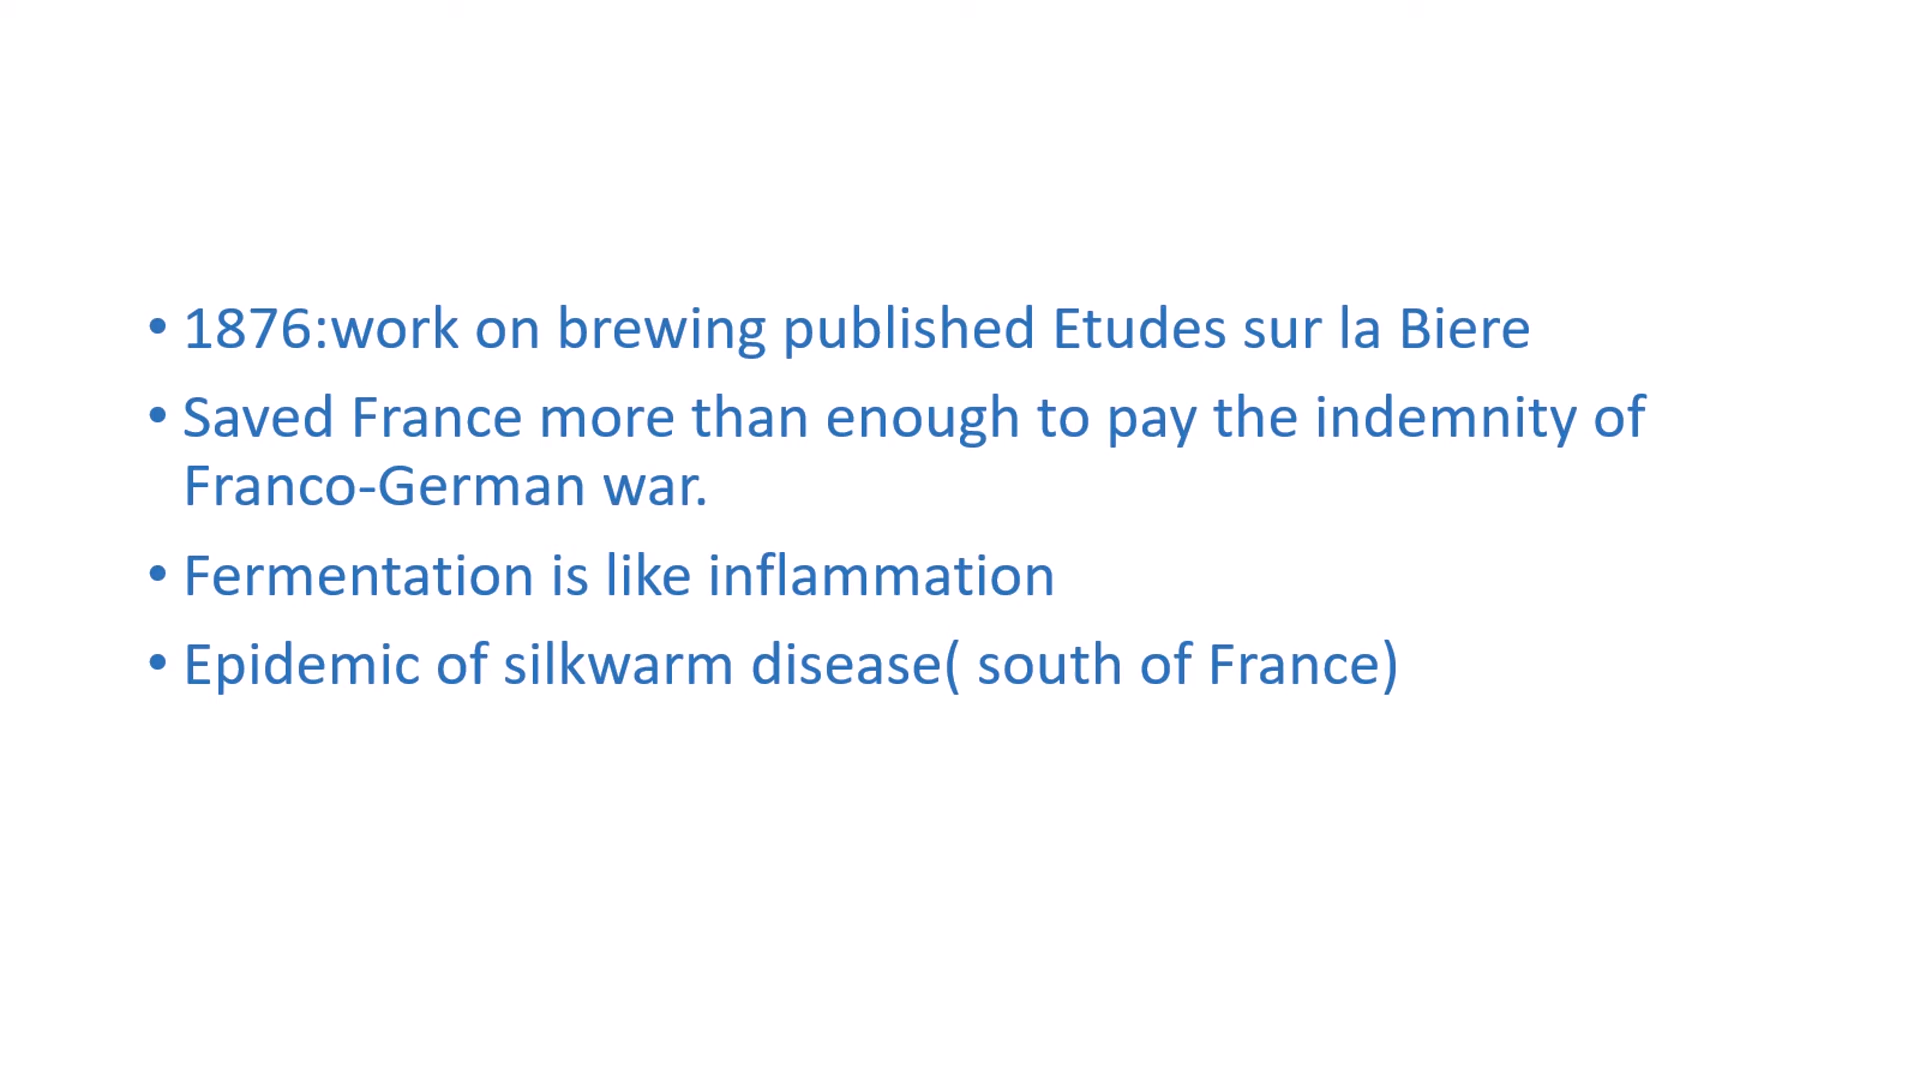 • 1876:work on brewing published Etudes sur la Biere
• Saved France more than enough to pay the indemnity of
Franco-German war.
• Fermentation is like inflammation
• Epidemic of silkwarm disease( south of France)